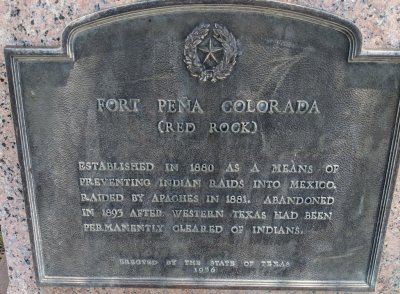 FORT PEÑA COLORADA
(RED ROCK)
ESTABLISHED IN 1880 AS A MEANS OF
PREVENTING INDIAN RAIDS INTO MEXICO.
RAIDED BY APACHES IN 1881. ABANDONED
IN 1893 AFTER WESTERN TEXAS HAD BEEN
PERMANENTLY CLEARED OF INDIANS.
ERECTED BY THE STATE OF TEXAS
1936